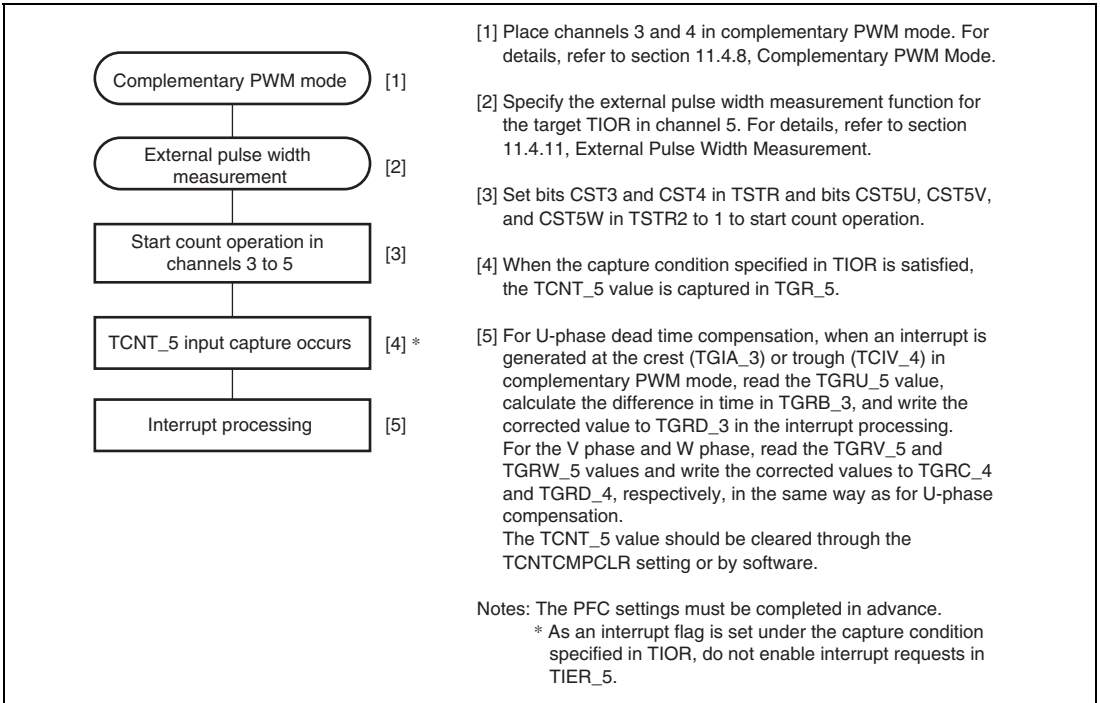 Complementary PWM mode
[1]
External pulse width
measurement
[2]
Start count operation in
channels 3 to 5
[3]
TCNT_5 input capture occurs
[4] *
Interrupt processing
[5]
[1] Place channels 3 and 4 in complementary PWM mode. For
details, refer to section 11.4.8, Complementary PWM Mode.
[2] Specify the external pulse width measurement function for
the target TIOR in channel 5. For details, refer to section
11.4.11, External Pulse Width Measurement.
[3] Set bits CST3 and CST4 in TSTR and bits CST5U, CST5V,
and CST5W in TSTR2 to 1 to start count operation.
[4] When the capture condition specified in TIOR is satisfied,
the TCNT_5 value is captured in TGR_5.
[5] For U-phase dead time compensation, when an interrupt is
generated at the crest (TGIA_3) or trough (TCIV_4) in
complementary PWM mode, read the TGRU_5 value,
calculate the difference in time in TGRB_3, and write the
corrected value to TGRD_3 in the interrupt processing.
For the V phase and W phase, read the TGRV_5 and
TGRW_5 values and write the corrected values to TGRC_4
and TGRD_4, respectively, in the same way as for U-phase
compensation.
The TCNT_5 value should be cleared through the
TCNTCMPCLR setting or by software.
Notes: The PFC settings must be completed in advance.
* As an interrupt flag is set under the capture condition
specified in TIOR, do not enable interrupt requests in
TIER_5.